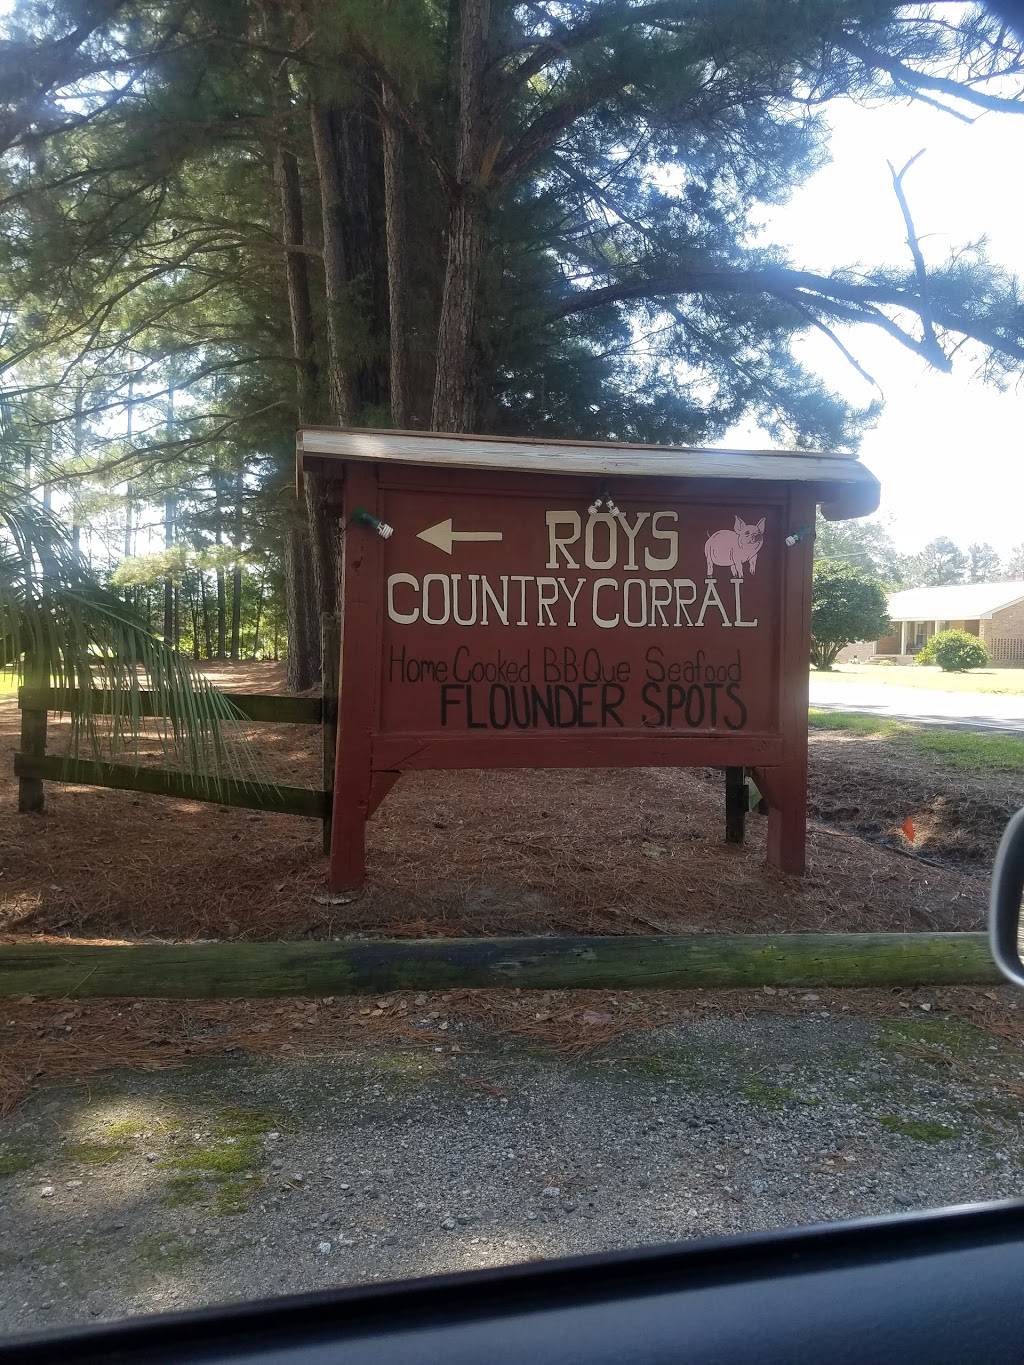 ROYS
COUNTRY CORRAL
Home Cooked BBQue Seafood
FLOUNDER SPOTS